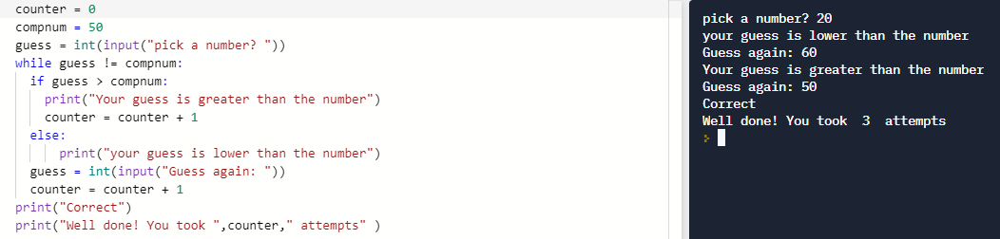 counter = 0
compnum = 50
guess = int(input("pick a number? "))
while guess != compnum:
  if guess > compnum:
    print("Your guess is greater than the number")
    counter = counter + 1
  else:
      print("your guess is lower than the number")
  guess = int(input("Guess again: "))
  counter = counter + 1
print("Correct")
print("Well done! You took ",counter," attempts" )
pick a number? 20
your guess is lower than the number
Guess again: 60
Your guess is greater than the number
Guess again: 50
Correct
Well done! You took  3  attempts